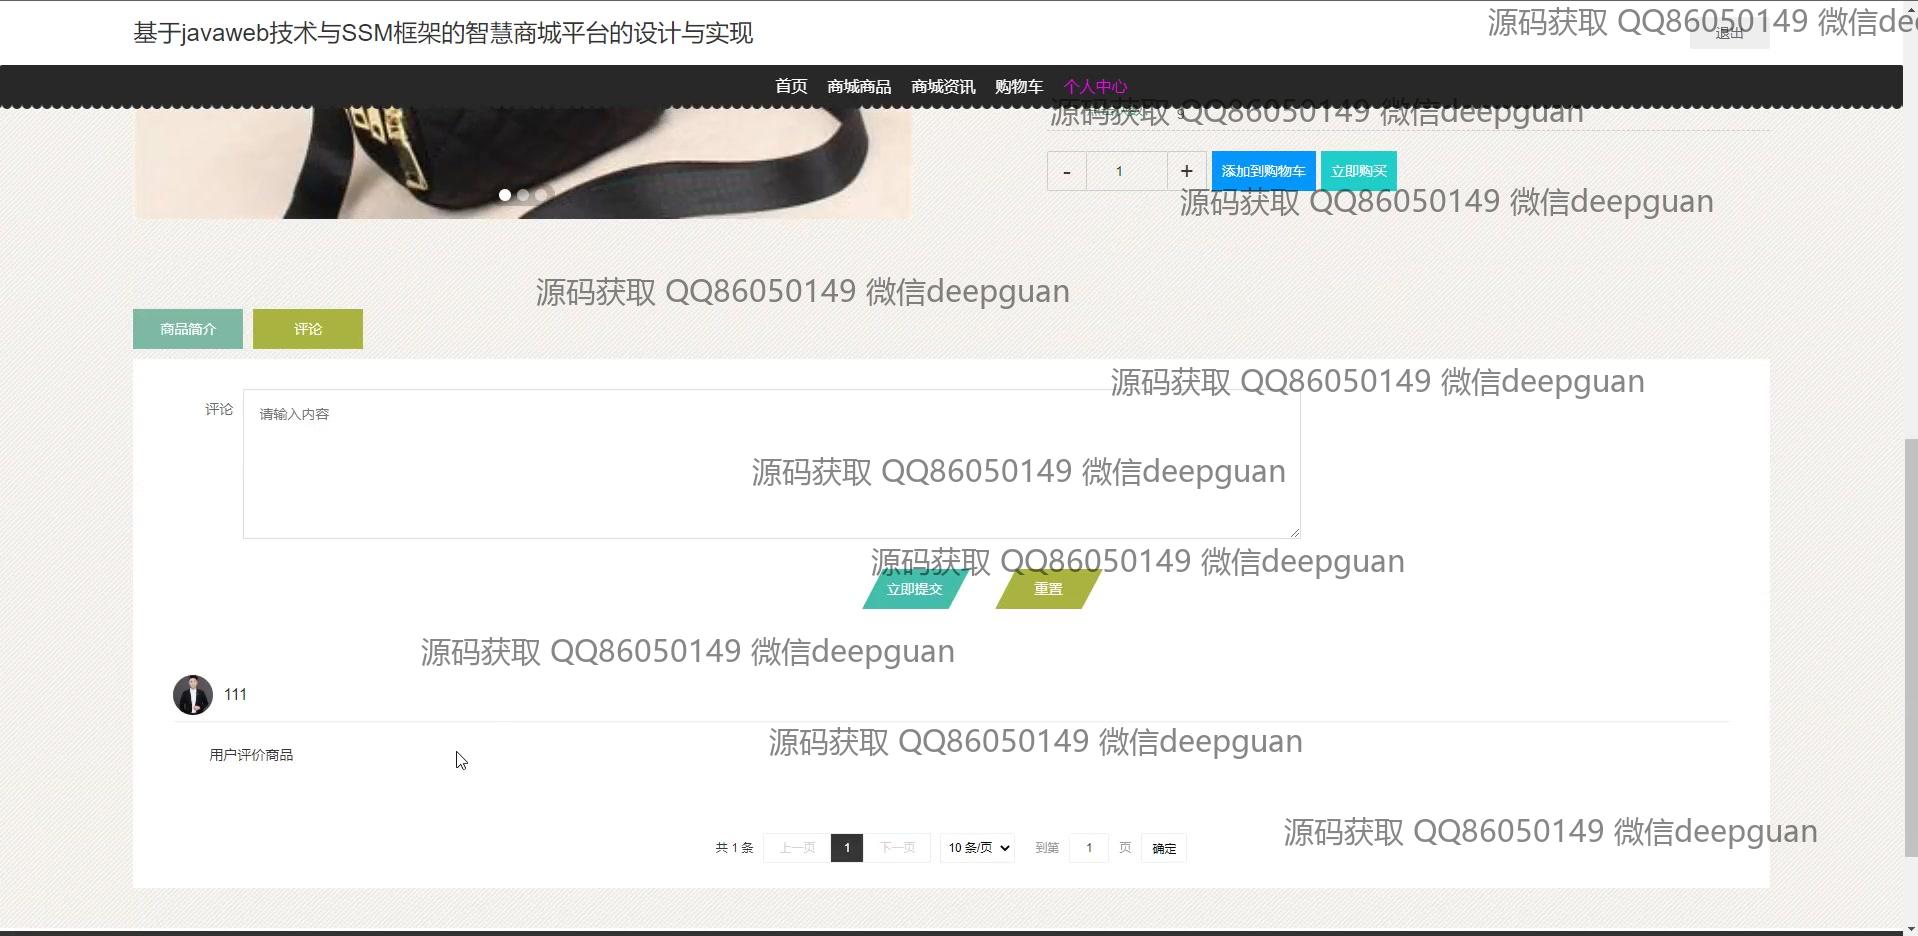 基于javaweb技术与SSM框架的智慧商城平台的设计与实现
源码获取 QQ86050149 微信dee
退出
首页 商城商品 商城资讯 购物车 个人中心
源码获取 QQ86050149 微信deepguan
- 1 + 添加到购物车 立即购买
源码获取 QQ86050149 微信deepguan
源码获取 QQ86050149 微信deepguan
商品简介 评论
源码获取 QQ86050149 微信deepguan
评论 请输入内容
源码获取 QQ86050149 微信deepguan
源码获取 QQ86050149 微信deepguan
立即提交 重置
源码获取 QQ86050149 微信deepguan
111
源码获取 QQ86050149 微信deepguan
用户评价商品
源码获取 QQ86050149 微信deepguan
共 1 条 上一页 1 下一页 10 条/页 到第 1 页 确定